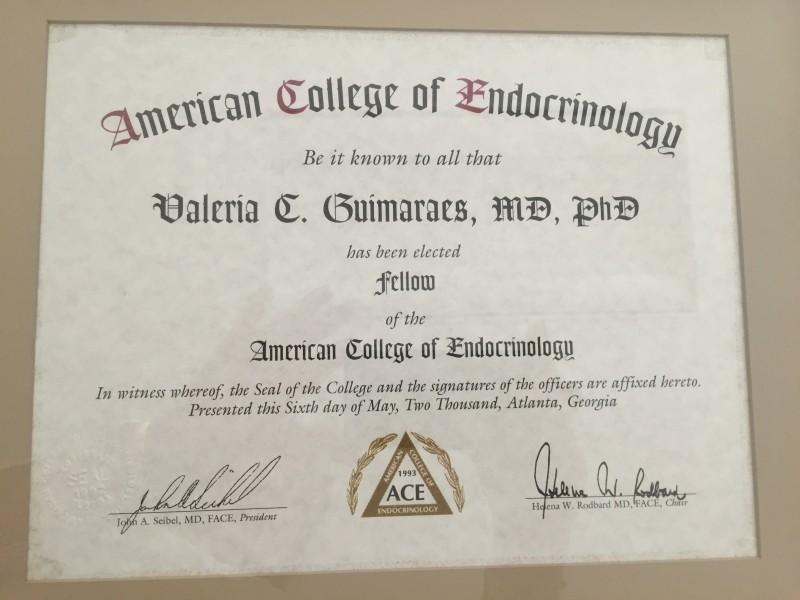 American College of Endocrinology
Be it known to all that
Valeria C. Guimaraes, MD, PhD
has been elected
Fellow
of the
American College of Endocrinology
In witness whereof, the Seal of the College and the signatures of the officers are affixed hereto.
Presented this Sixth day of May, Two Thousand, Atlanta, Georgia
AMERICAN COLLEGE OF
1993
ACE
ENDOCRINOLOGY
John A. Seibel, MD, FACE, President
Helena W. Rodbard
Helena W. Rodbard MD, FACE, Chair